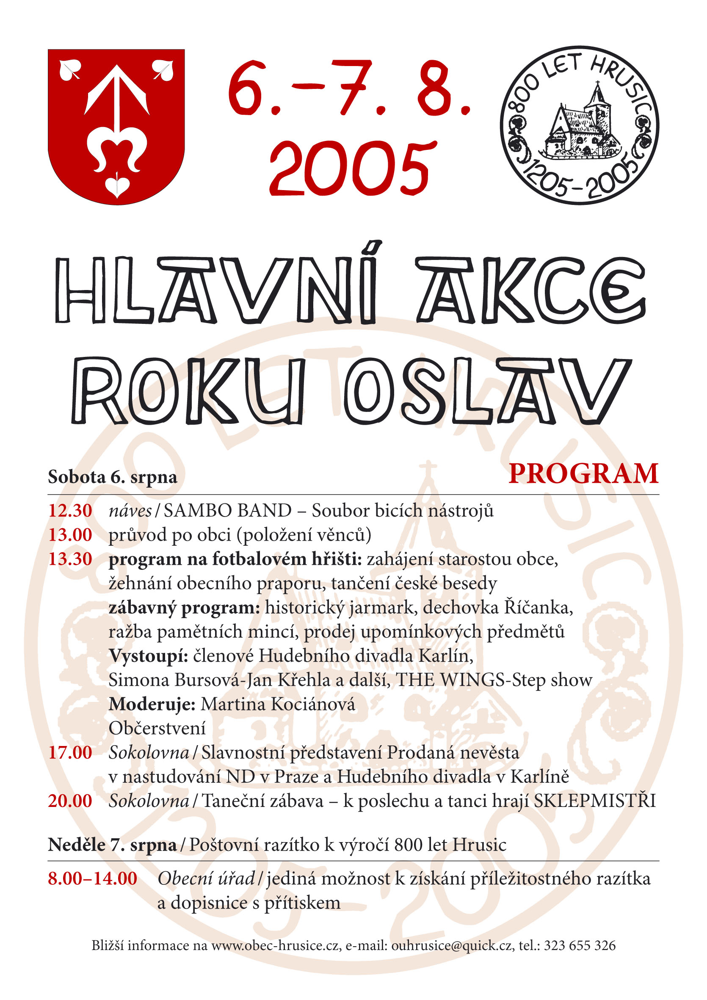 6.–7. 8.
2005
800 LET HRUSIC
1205–2005
HLAVNÍ AKCE
ROKU OSLAV
Sobota 6. srpna
PROGRAM
12.30 náves / SAMBO BAND – Soubor bicích nástrojů
13.00 průvod po obci (položení věnců)
13.30 program na fotbalovém hřišti: zahájení starostou obce,
žehnání obecního praporu, tančení české besedy
zábavný program: historický jarmark, dechovka Říčanka,
ražba pamětních mincí, prodej upomínkových předmětů
Vystoupí: členové Hudebního divadla Karlín,
Simona Bursová-Jan Křehla a další, THE WINGS-Step show
Moderuje: Martina Kociánová
Občerstvení
17.00 Sokolovna / Slavnostní představení Prodaná nevěsta
v nastudování ND v Praze a Hudebního divadla v Karlíně
20.00 Sokolovna / Taneční zábava – k poslechu a tanci hrají SKLEPMISTŘI
Neděle 7. srpna / Poštovní razítko k výročí 800 let Hrusic
8.00–14.00 Obecní úřad / jediná možnost k získání příležitostného razítka
a dopisnice s přítiskem
Bližší informace na www.obec-hrusice.cz, e-mail: ouhrusice@quick.cz, tel.: 323 655 326
800 LET HRUSIC
1205–2005